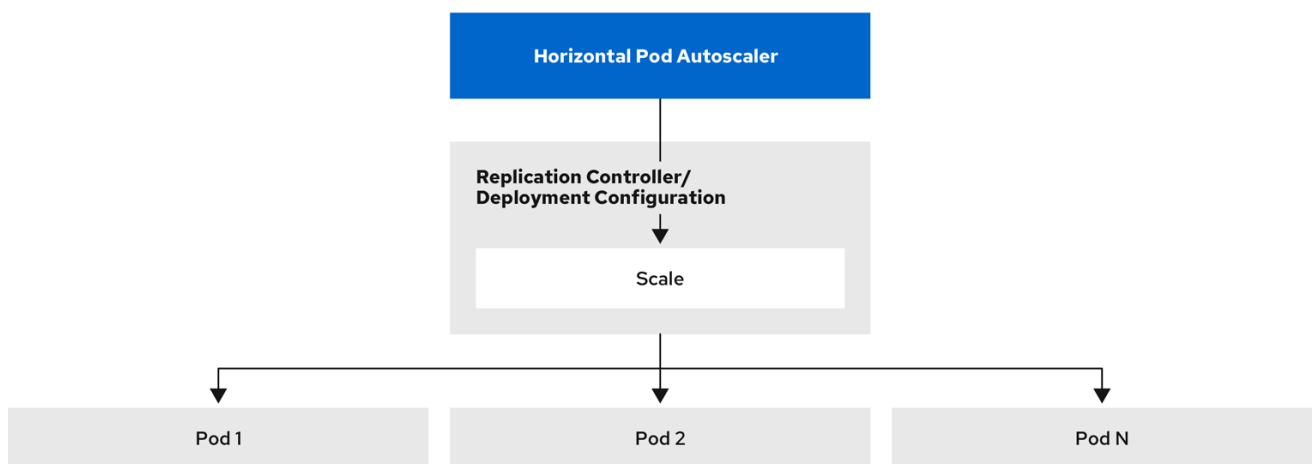 Horizontal Pod Autoscaler
Replication Controller/
Deployment Configuration
Scale
Pod 1
Pod 2
Pod N